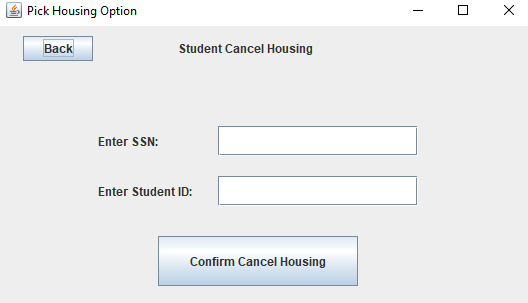 Pick Housing Option
Back
Student Cancel Housing
Enter SSN:
Enter Student ID:
Confirm Cancel Housing